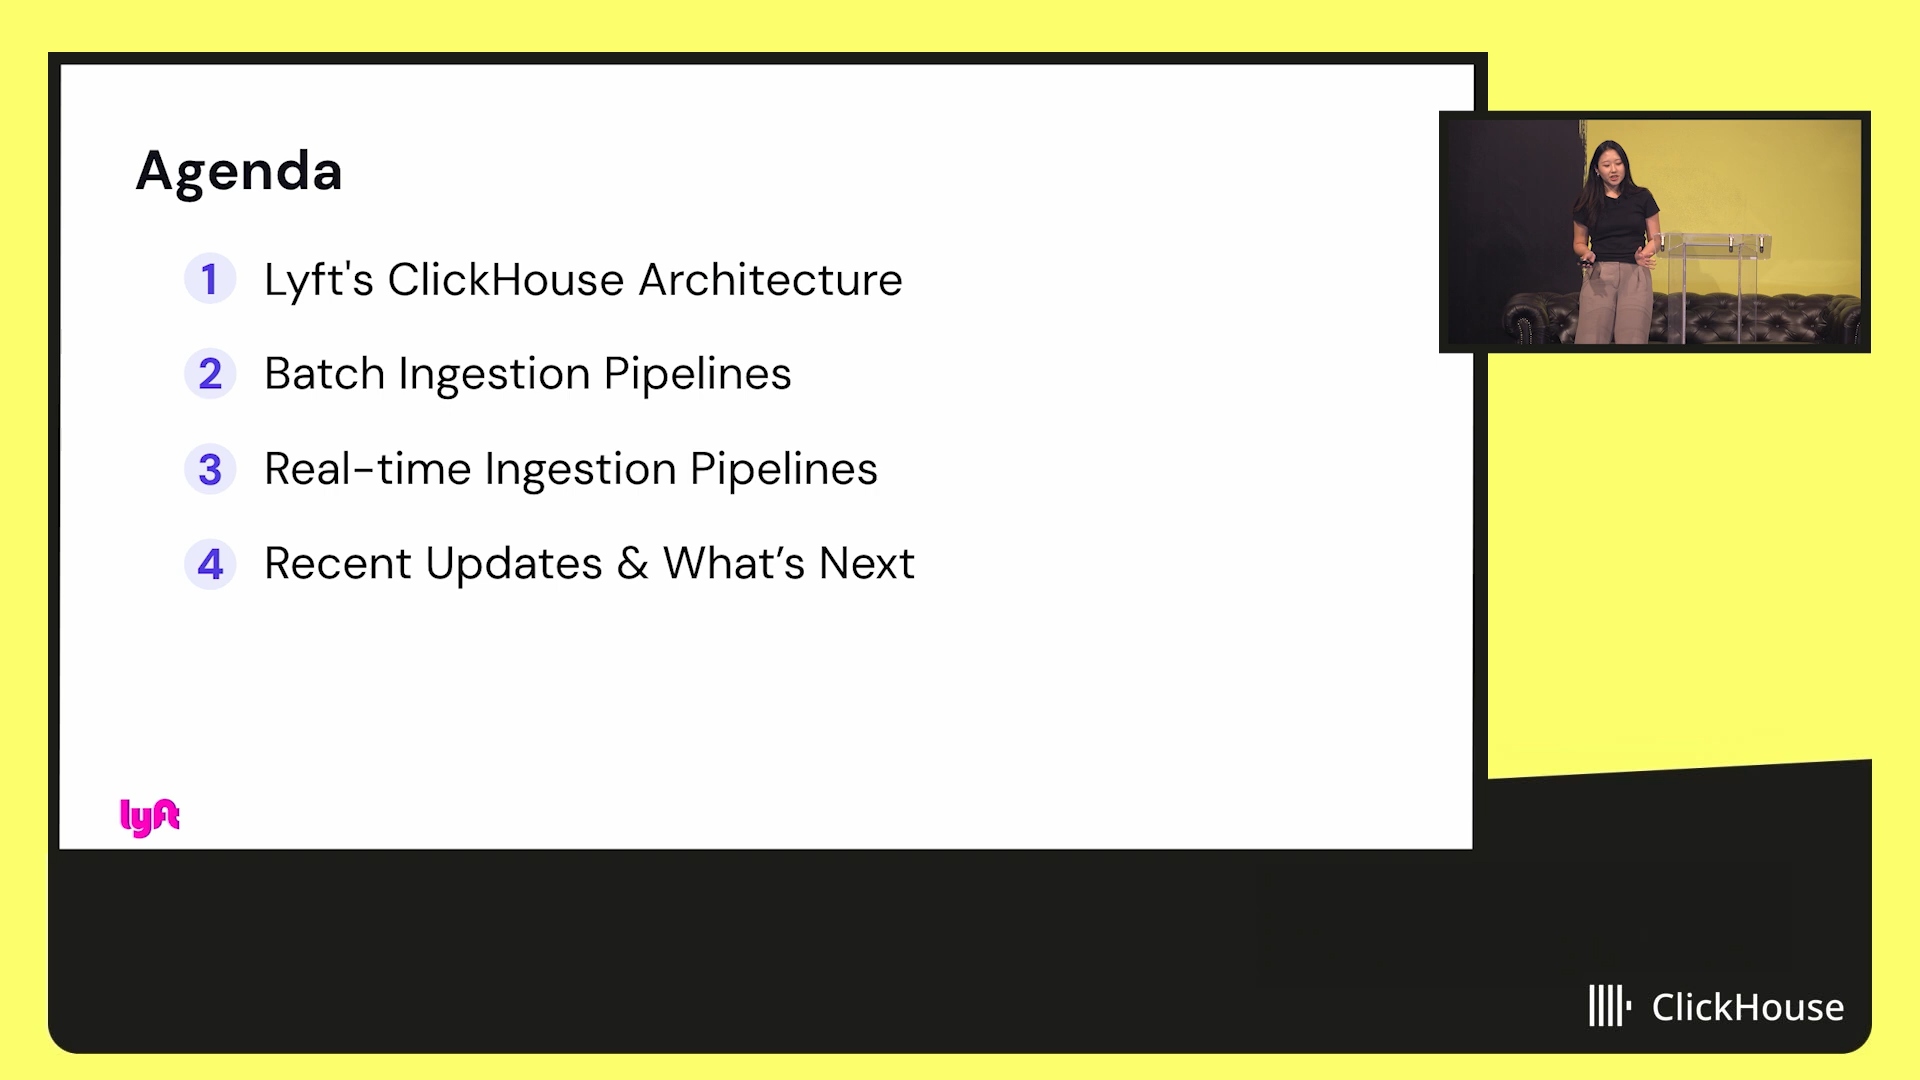 Agenda
1 Lyft's ClickHouse Architecture
2 Batch Ingestion Pipelines
3 Real-time Ingestion Pipelines
4 Recent Updates & What’s Next
lyft
ClickHouse